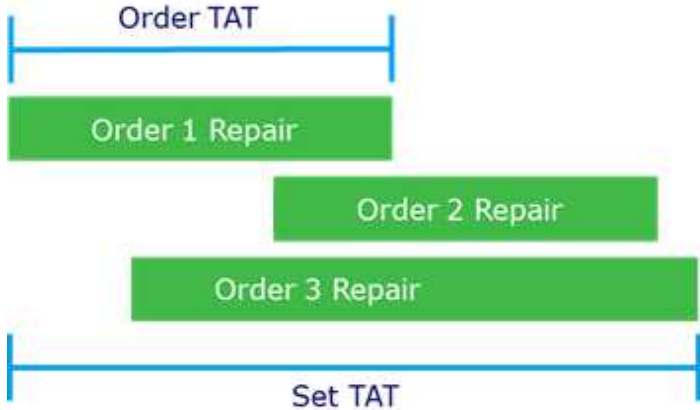 Order TAT
Order 1 Repair
Order 2 Repair
Order 3 Repair
Set TAT